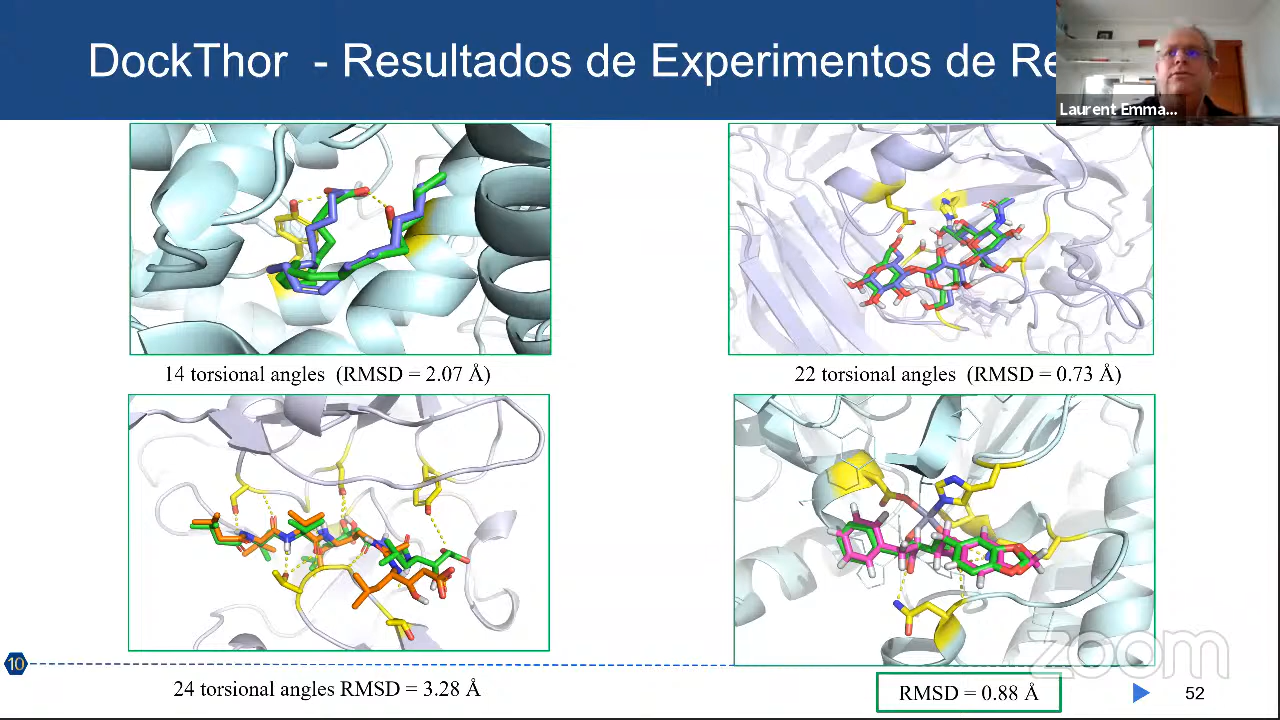 DockThor - Resultados de Experimentos de Re
Laurent Emma...
14 torsional angles (RMSD = 2.07 Å)
22 torsional angles (RMSD = 0.73 Å)
24 torsional angles RMSD = 3.28 Å
RMSD = 0.88 Å
10
52
zoom